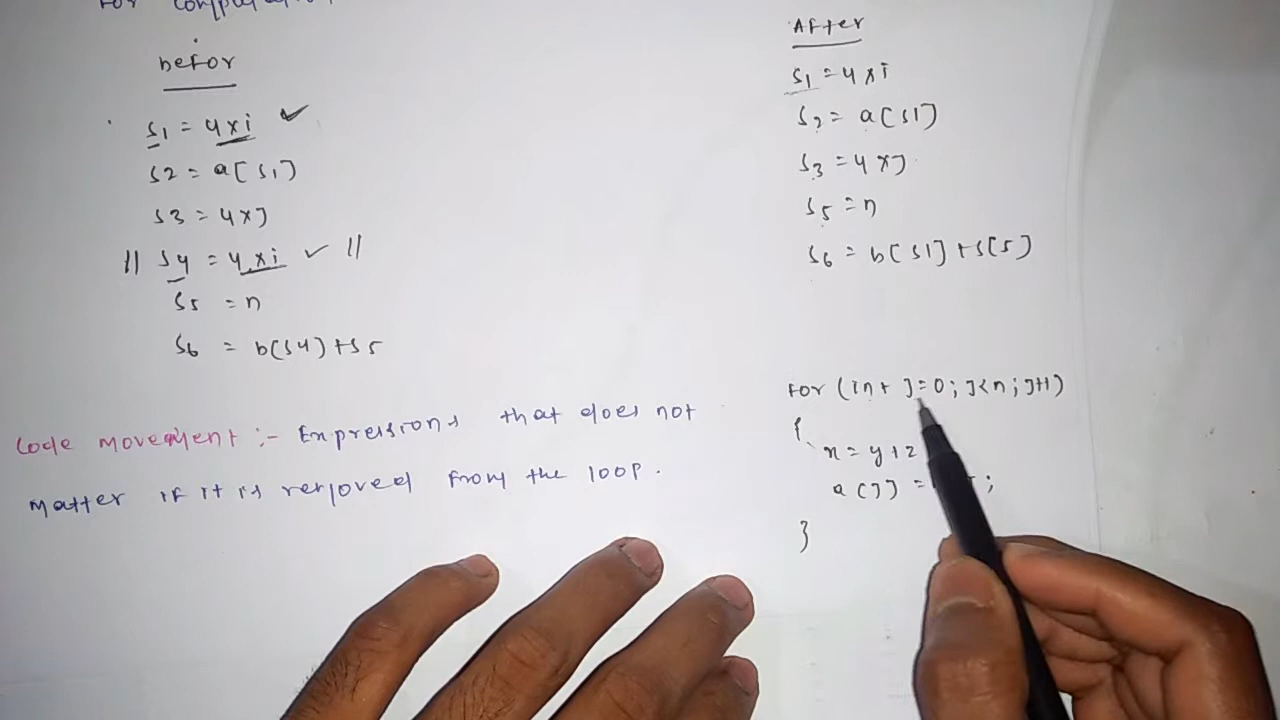 For
befor
s1 = 4xi
s2 = a[s1]
s3 = 4xJ
// s4 = 4xi //
s5 = n
s6 = b[s4]+s5
Code movement :- Expressions that does not
matter if it is removed from the loop.
After
s1 = 4xi
s2 = a[s1]
s3 = 4xJ
s5 = n
s6 = b[s1]+s[5]
For (int J=0; J<n; J++)
{
x = y+z
a[J] = ;
}